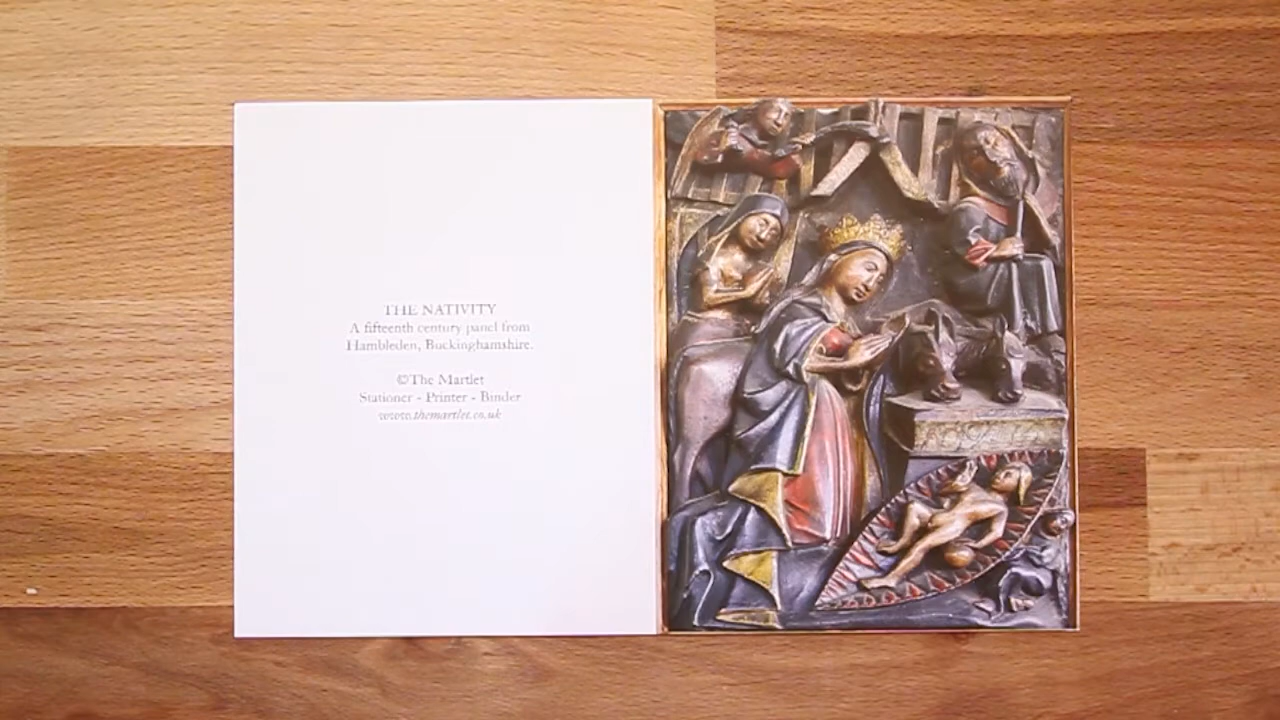 THE NATIVITY
A fifteenth century panel from
Hambleden, Buckinghamshire.
©The Martlet
Stationer - Printer - Binder
www.themartlet.co.uk